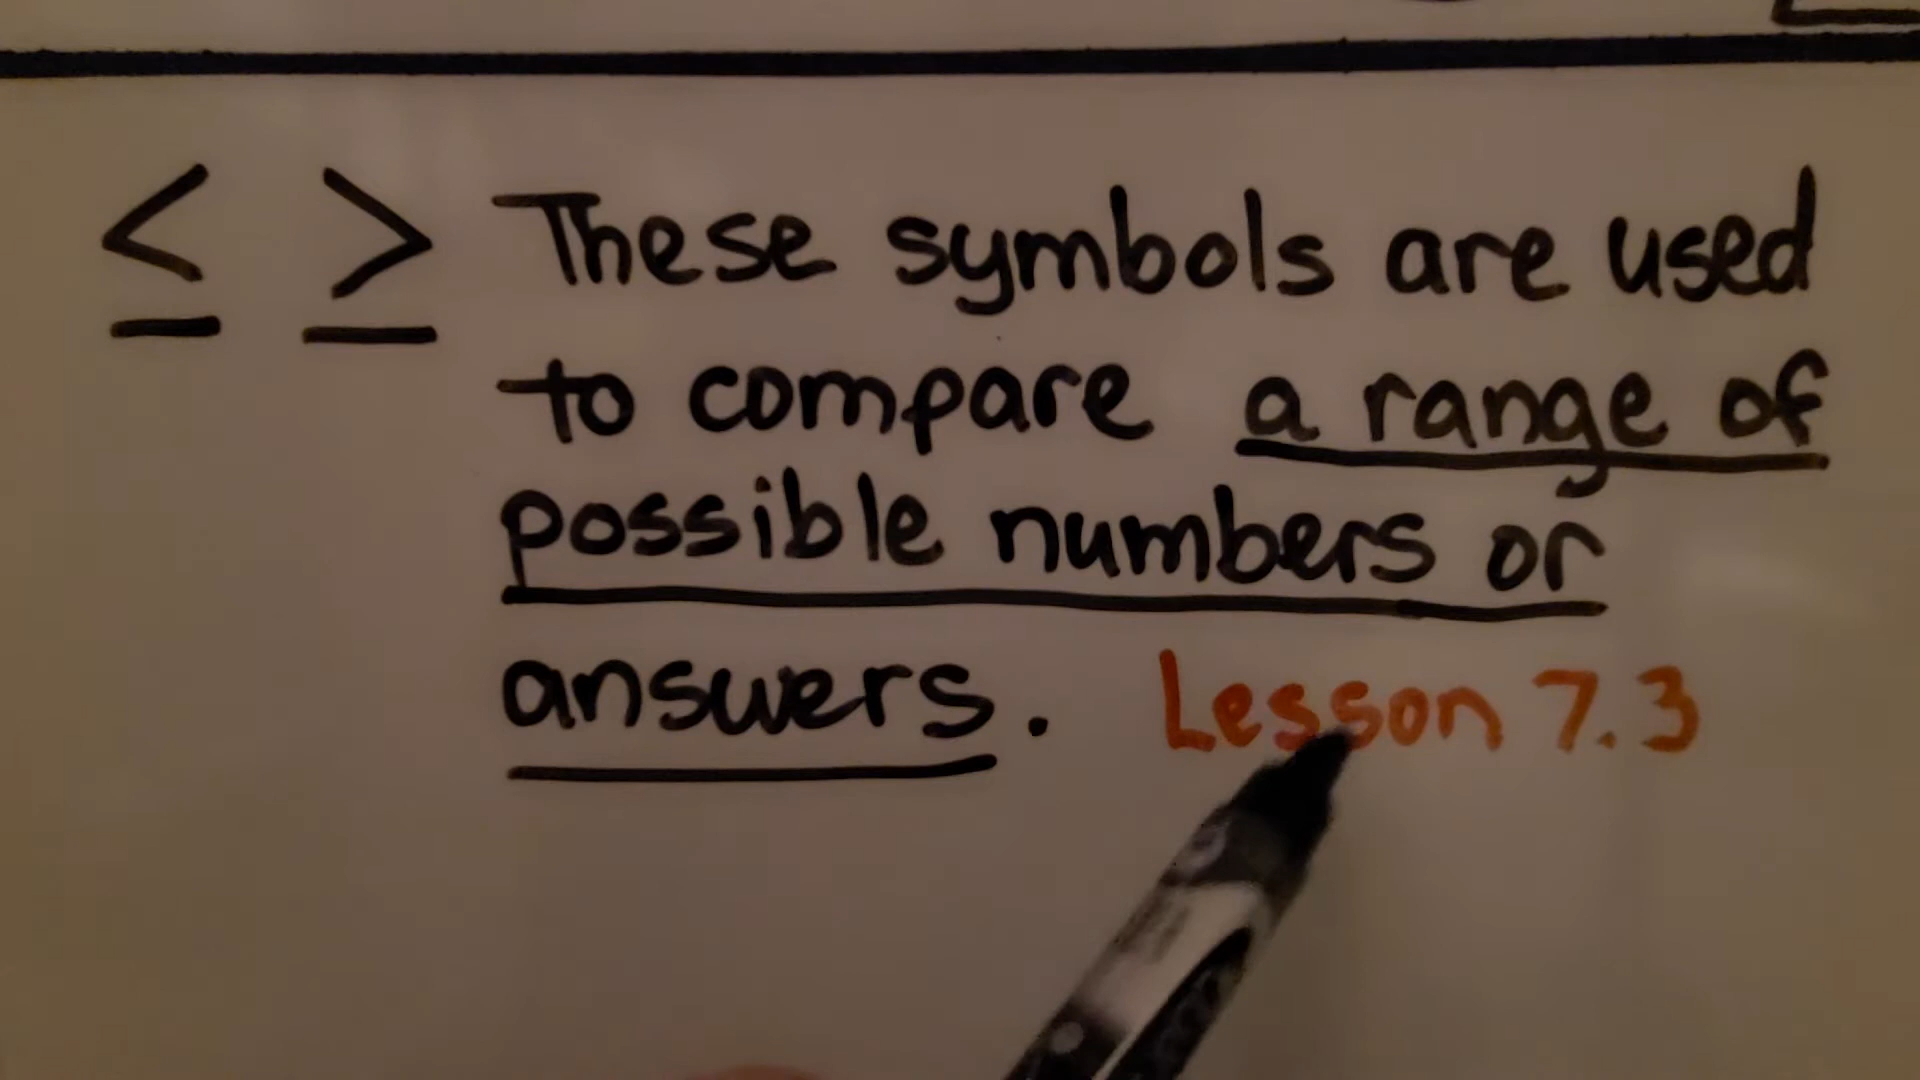 ≤ ≥ These symbols are used
to compare a range of
possible numbers or
answers. Lesson 7.3